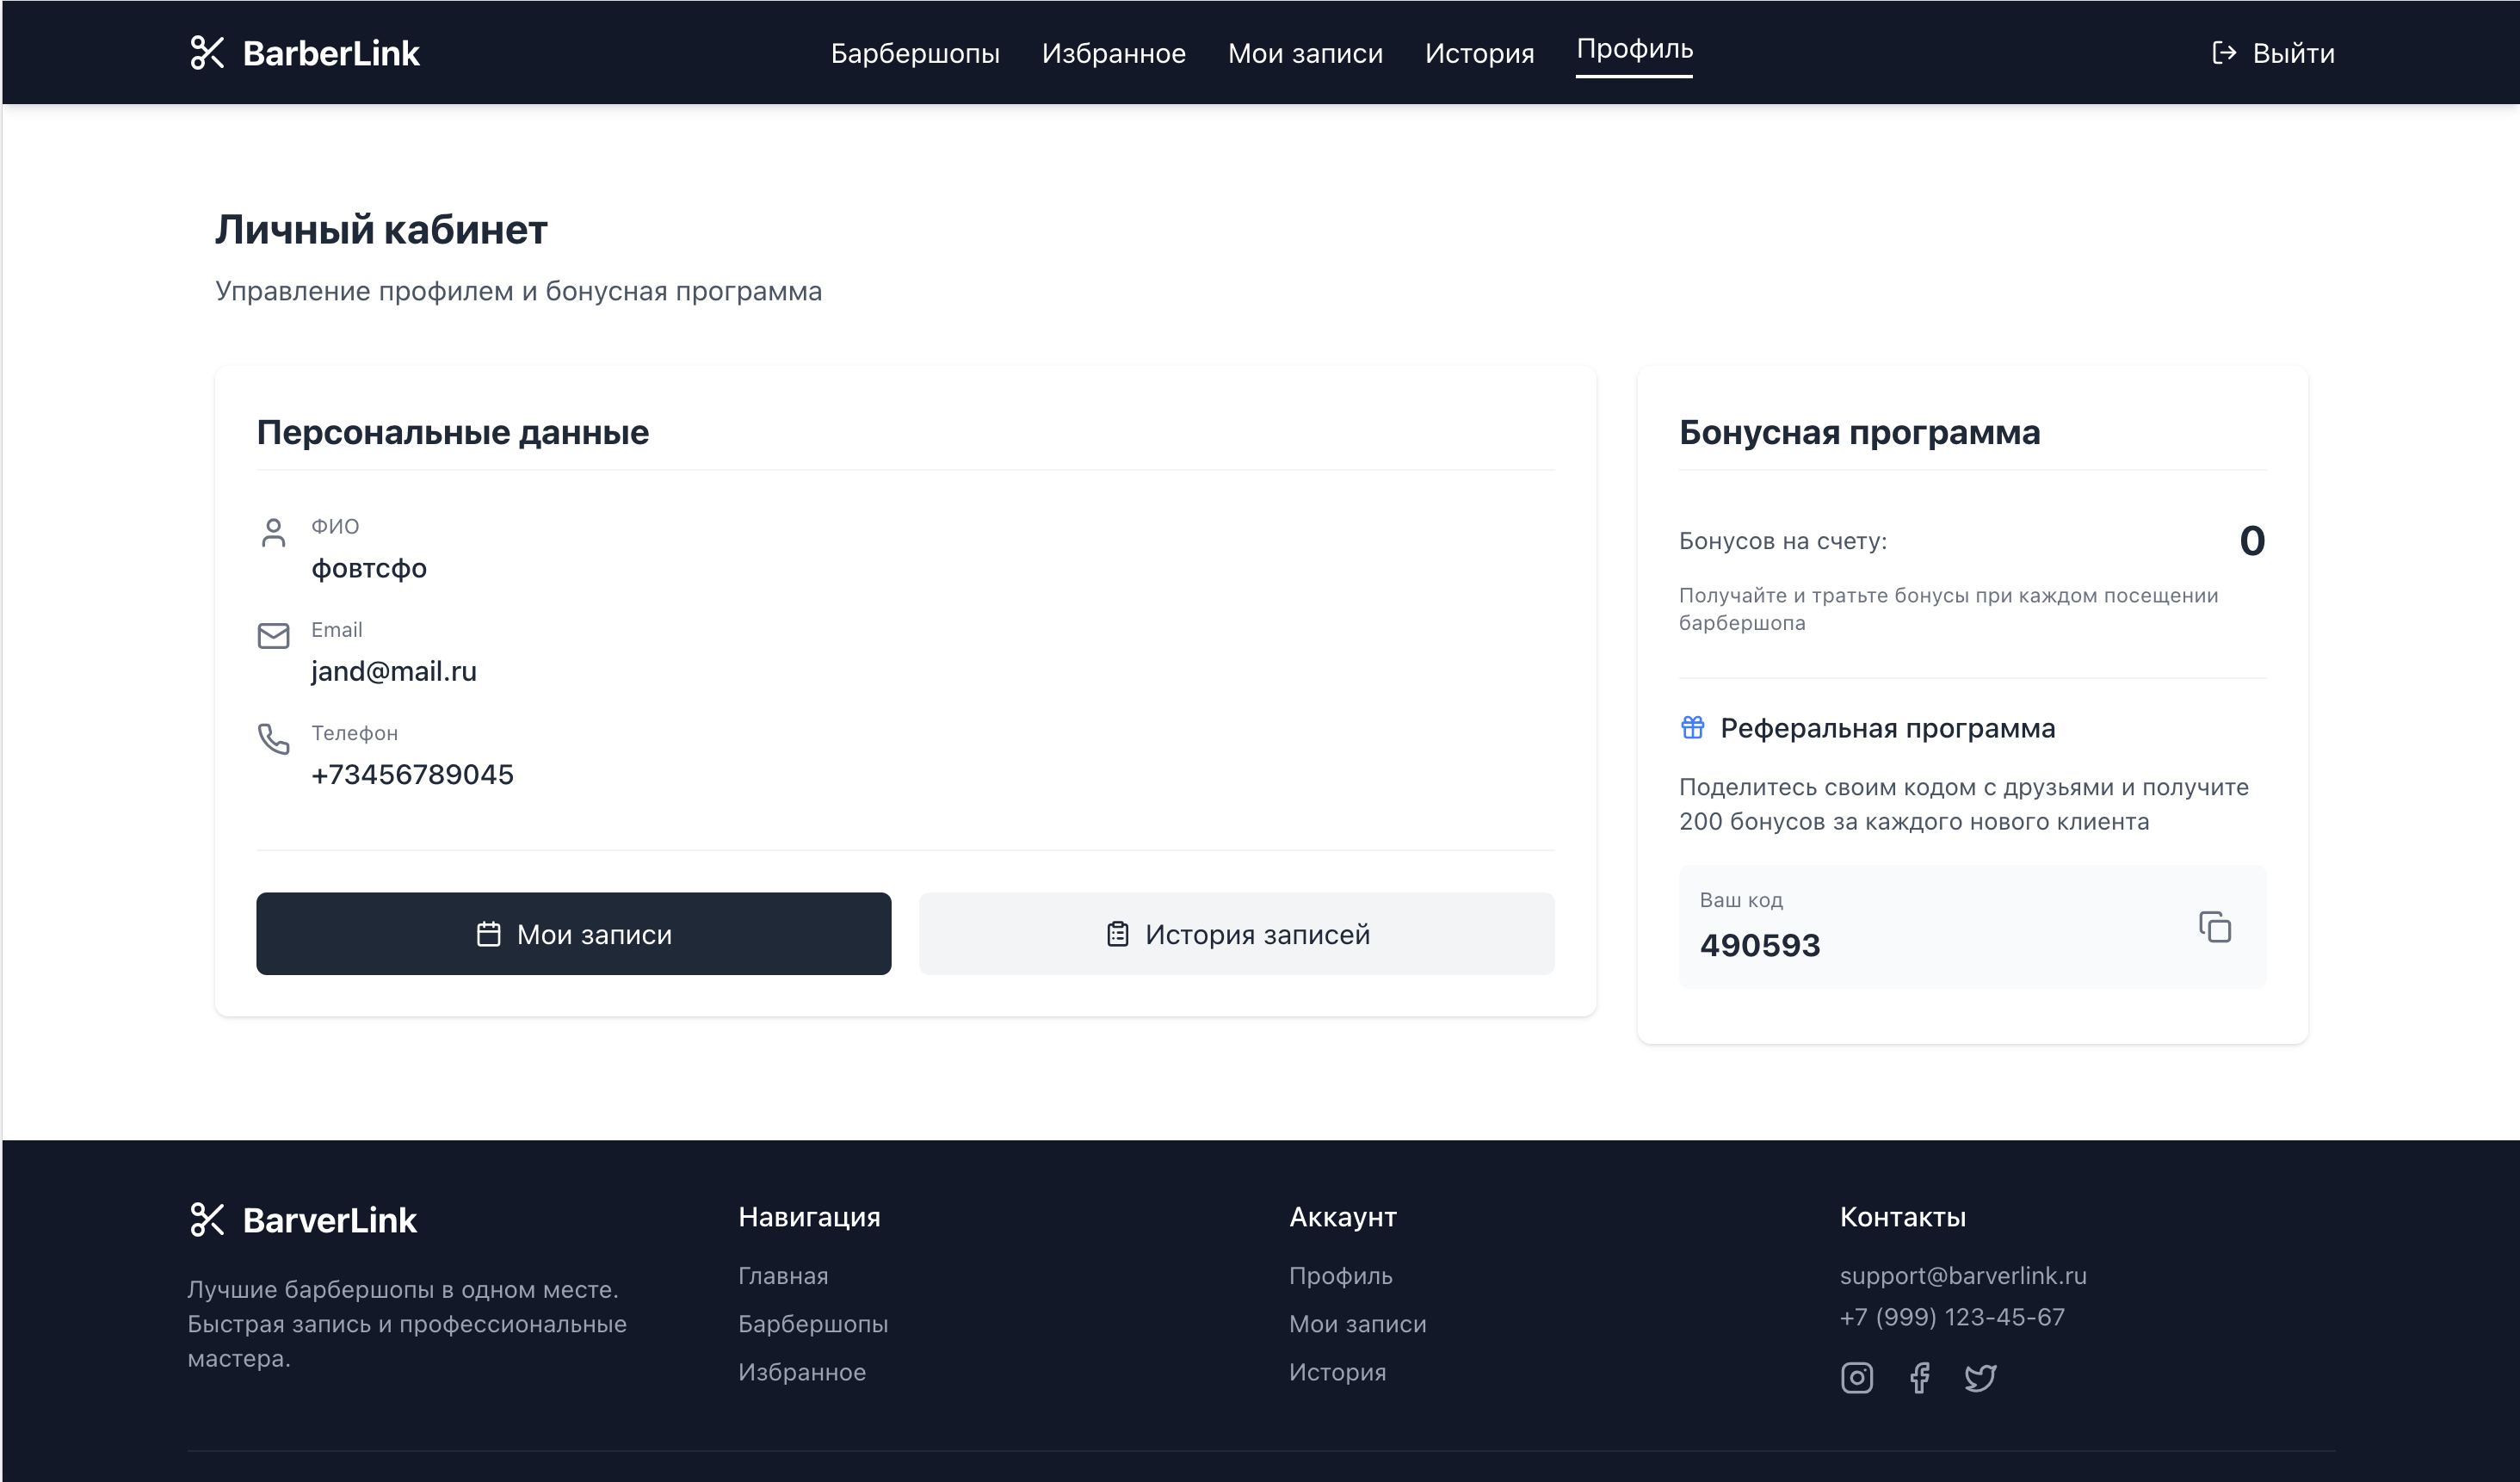 BarberLink
Барбершопы
Избранное
Мои записи
История
Профиль
Выйти
Личный кабинет
Управление профилем и бонусная программа
Персональные данные
ФИО
фовтсфо
Email
jand@mail.ru
Телефон
+73456789045
Мои записи
История записей
Бонусная программа
Бонусов на счету:
0
Получайте и тратьте бонусы при каждом посещении
барбершопа
Реферальная программа
Поделитесь своим кодом с друзьями и получите
200 бонусов за каждого нового клиента
Ваш код
490593
BarverLink
Лучшие барбершопы в одном месте.
Быстрая запись и профессиональные
мастера.
Навигация
Главная
Барбершопы
Избранное
Аккаунт
Профиль
Мои записи
История
Контакты
support@barverlink.ru
+7 (999) 123-45-67